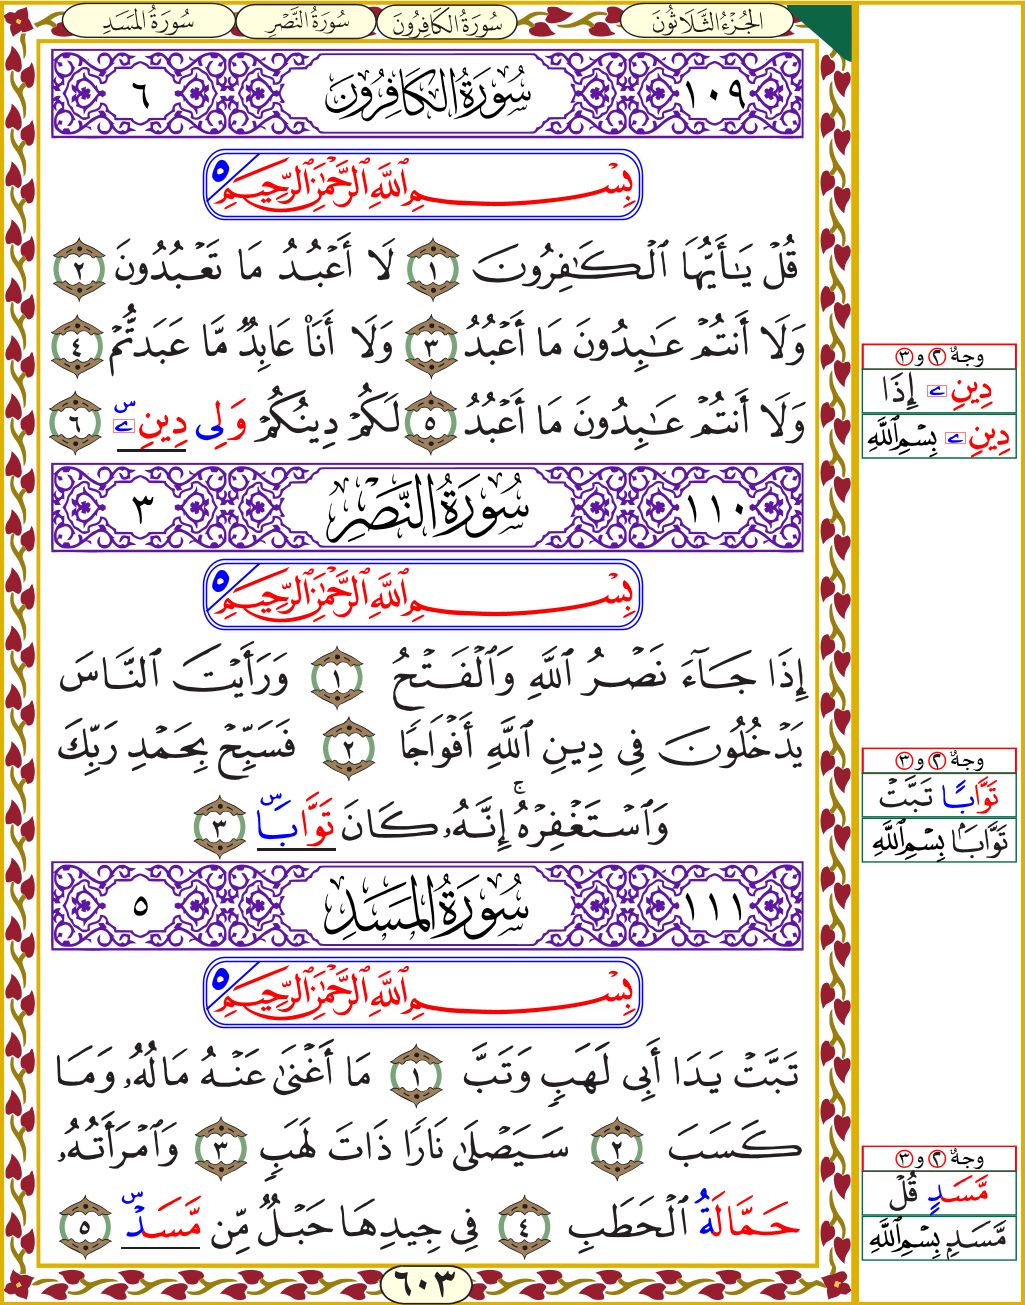 الجُزْءُ الثَّلَاثُونَ سُورَةُ الكَافِرُونَ سُورَةُ النَّصْرِ سُورَةُ المَسَدِ
١٠٩ سُورَةُ الكَافِرُونَ ٦
بِسْمِ ٱللَّهِ ٱلرَّحْمَٰنِ ٱلرَّحِيمِ ٥
قُلْ يَـٰٓأَيُّهَا ٱلْكَـٰفِرُونَ ١ لَا أَعْبُدُ مَا تَعْبُدُونَ ٢
وَلَا أَنتُمْ عَـٰبِدُونَ مَا أَعْبُدُ ٣ وَلَا أَنَا۠ عَابِدٌ مَّا عَبَدتُّمْ ٤
وَلَا أَنتُمْ عَـٰبِدُونَ مَا أَعْبُدُ ٥ لَكُمْ دِينُكُمْ وَلِى دِينِ ے س ٦
١١٠ سُورَةُ النَّصْرِ ٣
بِسْمِ ٱللَّهِ ٱلرَّحْمَٰنِ ٱلرَّحِيمِ ٥
إِذَا جَآءَ نَصْرُ ٱللَّهِ وَٱلْفَتْحُ ١ وَرَأَيْتَ ٱلنَّاسَ
يَدْخُلُونَ فِى دِينِ ٱللَّهِ أَفْوَاجًا ٢ فَسَبِّحْ بِحَمْدِ رَبِّكَ
وَٱسْتَغْفِرْهُ ۚ إِنَّهُۥ كَانَ تَوَّابَۢا س ٣
١١١ سُورَةُ المَسَدِ ٥
بِسْمِ ٱللَّهِ ٱلرَّحْمَٰنِ ٱلرَّحِيمِ ٥
تَبَّتْ يَدَا أَبِى لَهَبٍ وَتَبَّ ١ مَا أَغْنَىٰ عَنْهُ مَالُهُۥ وَمَا
كَسَبَ ٢ سَيَصْلَىٰ نَارًا ذَاتَ لَهَبٍ ٣ وَٱمْرَأَتُهُۥ
حَمَّالَةُ ٱلْحَطَبِ ٤ فِى جِيدِهَا حَبْلٌ مِّن مَّسَدٍۭ س ٥
٦٠٣
وجهٌ ٢ و ٣
دِينِ ے إِذَا
دِينِ ے بِسْمِ ٱللَّهِ
وجهٌ ٢ و ٣
تَوَّابًا تَبَّتْ
تَوَّابَۢا بِسْمِ ٱللَّهِ
وجهٌ ٢ و ٣
مَّسَدٍ قُلْ
مَّسَدٍۭ بِسْمِ ٱللَّهِ